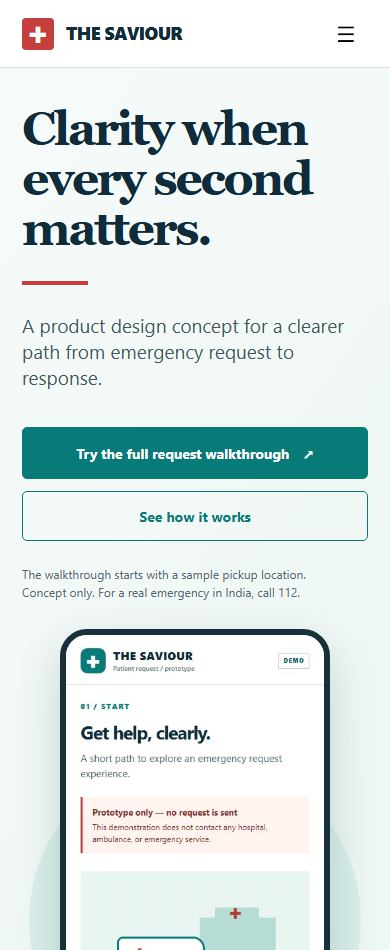 THE SAVIOUR
Clarity when
every second
matters.
A product design concept for a clearer
path from emergency request to
response.
Try the full request walkthrough ↗
See how it works
The walkthrough starts with a sample pickup location.
Concept only. For a real emergency in India, call 112.
THE SAVIOUR
Patient request / prototype
DEMO
01 / START
Get help, clearly.
A short path to explore an emergency request
experience.
Prototype only — no request is sent
This demonstration does not contact any hospital,
ambulance, or emergency service.